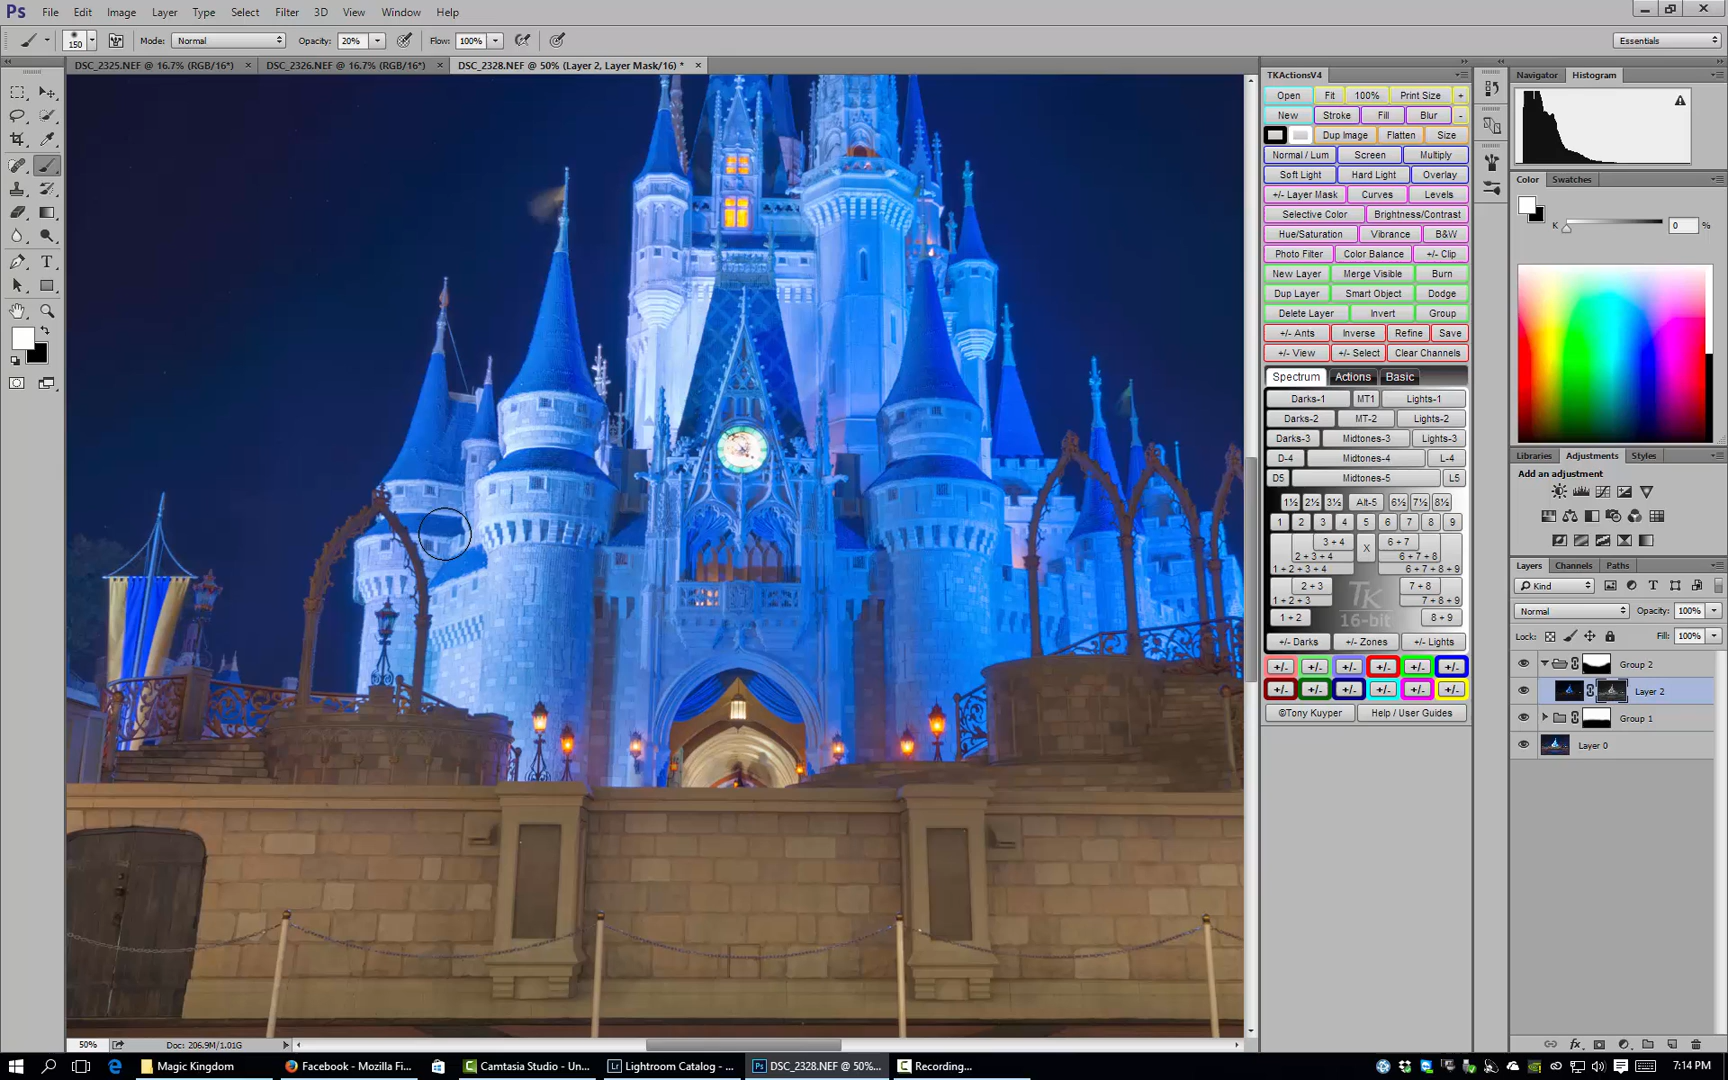 Ps File Edit Image Layer Type Select Filter 3D View Window Help
150 Mode: Normal Opacity: 20% Flow: 100% Essentials
DSC_2325.NEF @ 16.7% (RGB/16*) × DSC_2326.NEF @ 16.7% (RGB/16*) × DSC_2328.NEF @ 50% (Layer 2, Layer Mask/16) * ×
TKActionsV4
Open Fit 100% Print Size +
New Stroke Fill Blur -
Dup Image Flatten Size
Normal / Lum Screen Multiply
Soft Light Hard Light Overlay
+/- Layer Mask Curves Levels
Selective Color Brightness/Contrast
Hue/Saturation Vibrance B&W
Photo Filter Color Balance +/- Clip
New Layer Merge Visible Burn
Dup Layer Smart Object Dodge
Delete Layer Invert Group
+/- Ants Inverse Refine Save
+/- View +/- Select Clear Channels
Spectrum Actions Basic
Darks-1 MT1 Lights-1
Darks-2 MT-2 Lights-2
Darks-3 Midtones-3 Lights-3
D-4 Midtones-4 L-4
D5 Midtones-5 L5
1½ 2½ 3½ Alt-5 6½ 7½ 8½
1 2 3 4 5 6 7 8 9
3 + 4 X 6 + 7
2 + 3 + 4 6 + 7 + 8
1 + 2 + 3 + 4 6 + 7 + 8 + 9
2 + 3 7 + 8
1 + 2 + 3 7 + 8 + 9
1 + 2 TK 16-bit 8 + 9
+/- Darks +/- Zones +/- Lights
+/- +/- +/- +/- +/- +/-
+/- +/- +/- +/- +/- +/-
©Tony Kuyper Help / User Guides
Navigator Histogram
Color Swatches
K 0 %
Libraries Adjustments Styles
Add an adjustment
Layers Channels Paths
Kind
Normal Opacity: 100%
Lock: Fill: 100%
Group 2
Layer 2
Group 1
Layer 0
50% Doc: 206.9M/1.01G
Magic Kingdom Facebook - Mozilla Fi... Camtasia Studio - Un... Lightroom Catalog - ... DSC_2328.NEF @ 50%... Recording... 7:14 PM